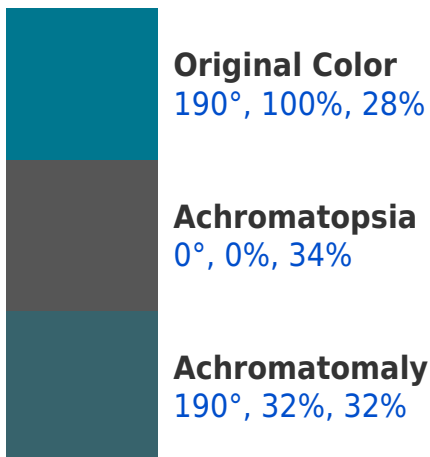 Original Color
190°, 100%, 28%
Achromatopsia
0°, 0%, 34%
Achromatomaly
190°, 32%, 32%